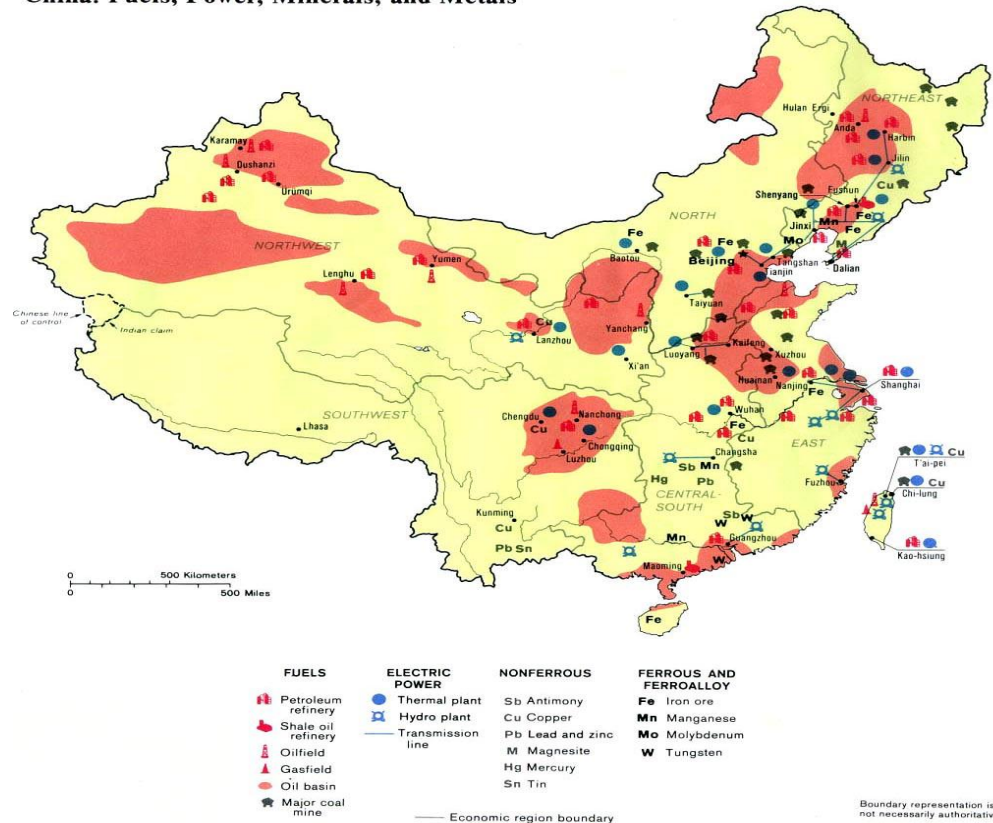 China: Fuels, Power, Minerals, and Metals
Hulan Ergi
NORTHEAST
Anda
Harbin
Karamay
Dushanzi
Urumqi
Jilin
Cu
Shenyang
Fushun
NORTH
Jinxi
Mn
Fe
Mo
Fe
Fe
Fe
NORTHWEST
Baotou
Beijing
M
Yumen
Tangshan
Dalian
Tianjin
Lenghu
Taiyuan
Chinese line
of control
Indian claim
Cu
Yanchang
Lanzhou
Kaifeng
Luoyang
Xuzhou
Xi'an
Huainan
Nanjing
Fe
Shanghai
SOUTHWEST
Chengdu
Nanchong
Wuhan
Lhasa
Cu
Fe
Cu
EAST
Chongqing
Luzhou
Changsha
Cu
Sb
Mn
T'ai-pei
Hg
Pb
Fuzhou
Cu
Chi-lung
CENTRAL-
SOUTH
Kunming
Sb
W
W
Cu
Mn
Guangzhou
Pb
Sn
W
Kao-hsiung
Maoming
0 500 Kilometers
0 500 Miles
Fe
FUELS
Petroleum
refinery
Shale oil
refinery
Oilfield
Gasfield
Oil basin
Major coal
mine
ELECTRIC
POWER
Thermal plant
Hydro plant
Transmission
line
NONFERROUS
Sb Antimony
Cu Copper
Pb Lead and zinc
M Magnesite
Hg Mercury
Sn Tin
FERROUS AND
FERROALLOY
Fe Iron ore
Mn Manganese
Mo Molybdenum
W Tungsten
Economic region boundary
Boundary representation is
not necessarily authoritativ